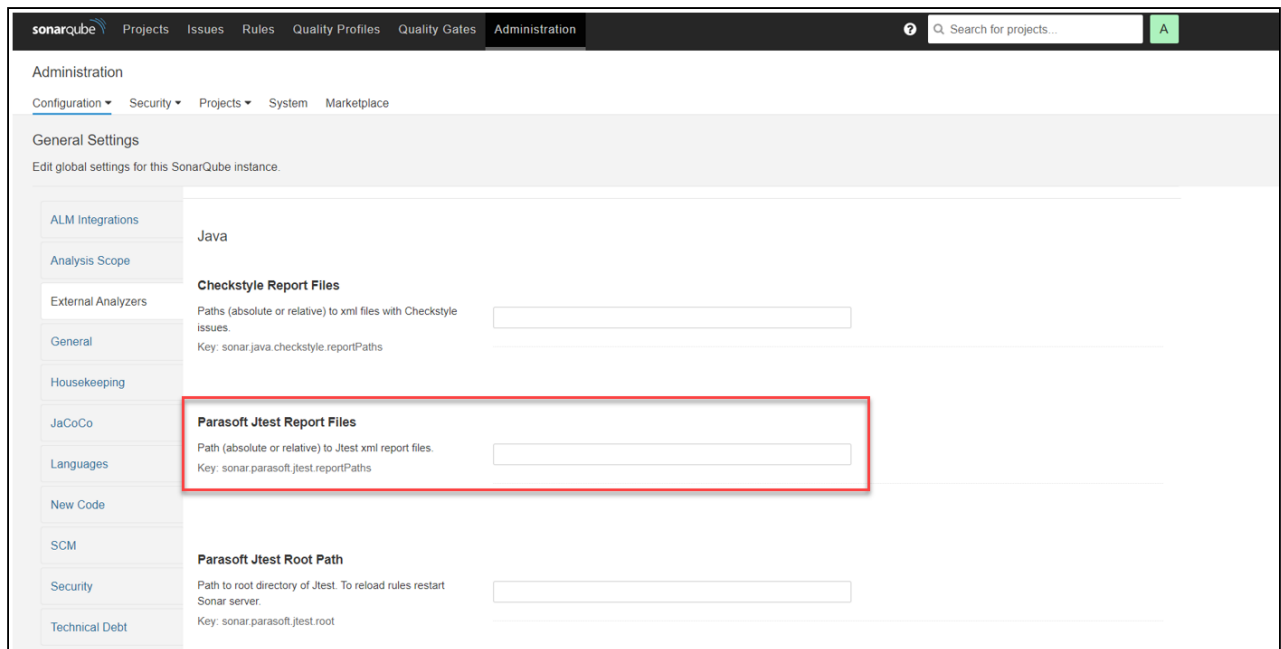 sonarqube Projects Issues Rules Quality Profiles Quality Gates Administration Search for projects... A
Administration
Configuration Security Projects System Marketplace
General Settings
Edit global settings for this SonarQube instance.
ALM Integrations
Analysis Scope
External Analyzers
General
Housekeeping
JaCoCo
Languages
New Code
SCM
Security
Technical Debt
Java
Checkstyle Report Files
Paths (absolute or relative) to xml files with Checkstyle
issues.
Key: sonar.java.checkstyle.reportPaths
Parasoft Jtest Report Files
Path (absolute or relative) to Jtest xml report files.
Key: sonar.parasoft.jtest.reportPaths
Parasoft Jtest Root Path
Path to root directory of Jtest. To reload rules restart
Sonar server.
Key: sonar.parasoft.jtest.root